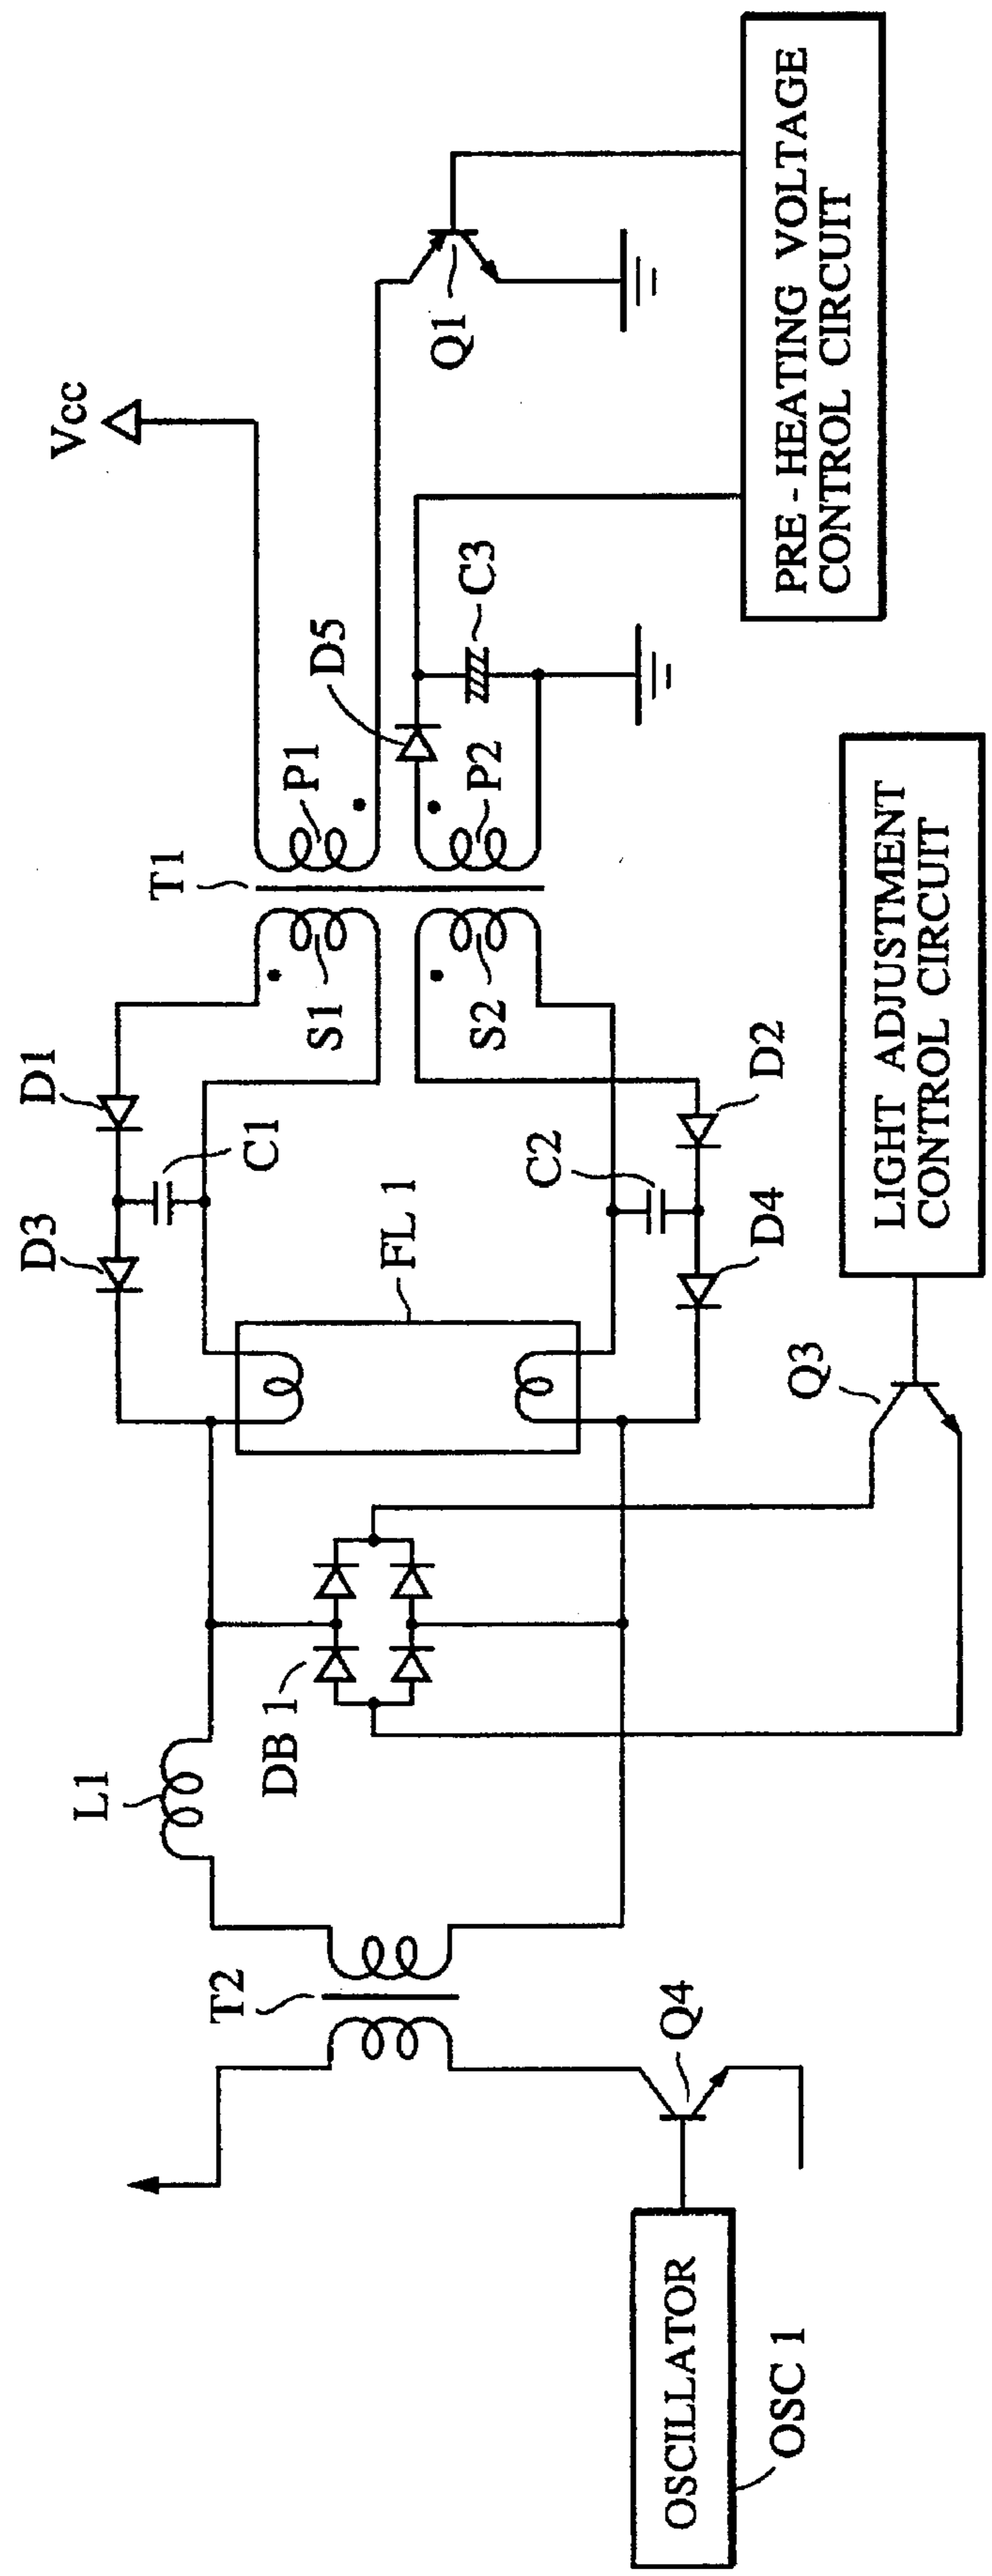 OSCILLATOR
OSC 1
Q4
T2
L1
DB 1
Q3
LIGHT ADJUSTMENT
CONTROL CIRCUIT
FL 1
D3
D1
C1
C2
D4
D2
S1
S2
T1
P1
P2
D5
C3
Vcc
Q1
PRE - HEATING VOLTAGE
CONTROL CIRCUIT